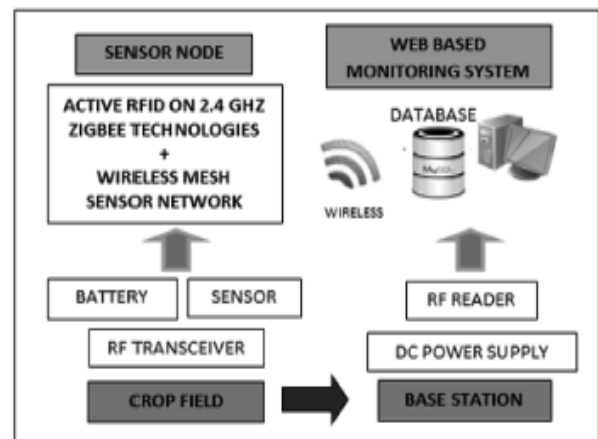 SENSOR NODE
ACTIVE RFID ON 2.4 GHZ
ZIGBEE TECHNOLOGIES
+
WIRELESS MESH
SENSOR NETWORK
BATTERY
SENSOR
RF TRANSCEIVER
CROP FIELD
WEB BASED
MONITORING SYSTEM
DATABASE
WIRELESS
RF READER
DC POWER SUPPLY
BASE STATION